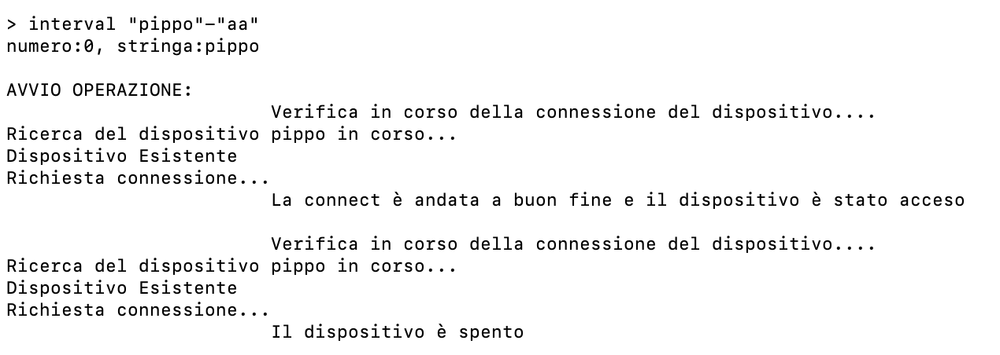 > interval "pippo"-"aa"
numero:0, stringa:pippo
AVVIO OPERAZIONE:
Verifica in corso della connessione del dispositivo....
Ricerca del dispositivo pippo in corso...
Dispositivo Esistente
Richiesta connessione...
La connect è andata a buon fine e il dispositivo è stato acceso
Verifica in corso della connessione del dispositivo....
Ricerca del dispositivo pippo in corso...
Dispositivo Esistente
Richiesta connessione...
Il dispositivo è spento